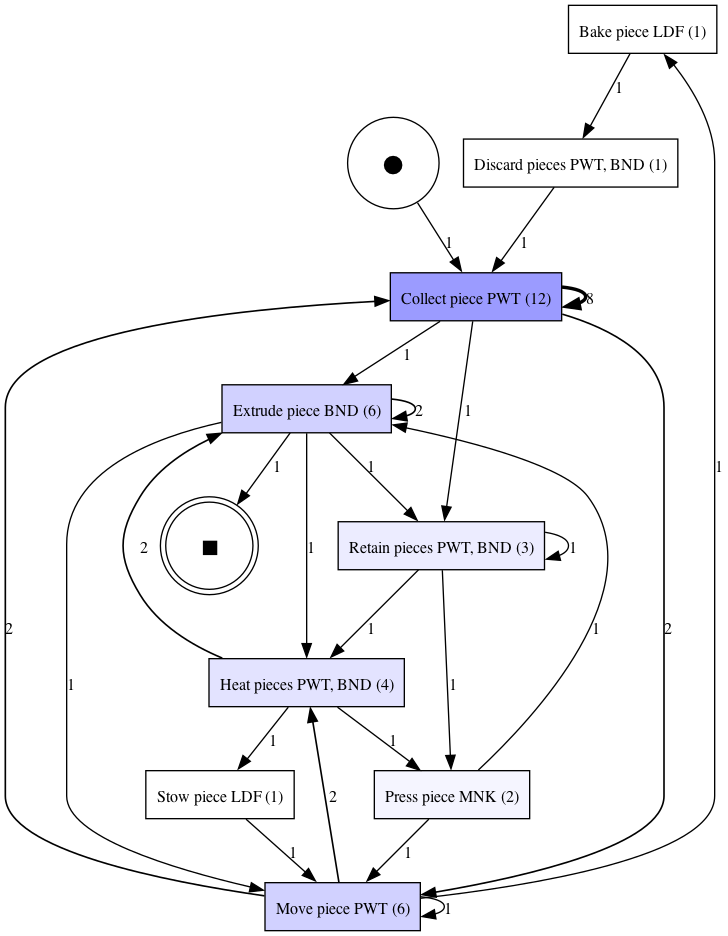 Bake piece LDF (1)
1
Discard pieces PWT, BND (1)
1
1
Collect piece PWT (12)
8
1
Extrude piece BND (6)
2
1
1
1
1
2
1
Retain pieces PWT, BND (3)
1
2
1
1
2
1
1
1
Heat pieces PWT, BND (4)
1
1
Stow piece LDF (1)
2
Press piece MNK (2)
1
1
Move piece PWT (6)
1